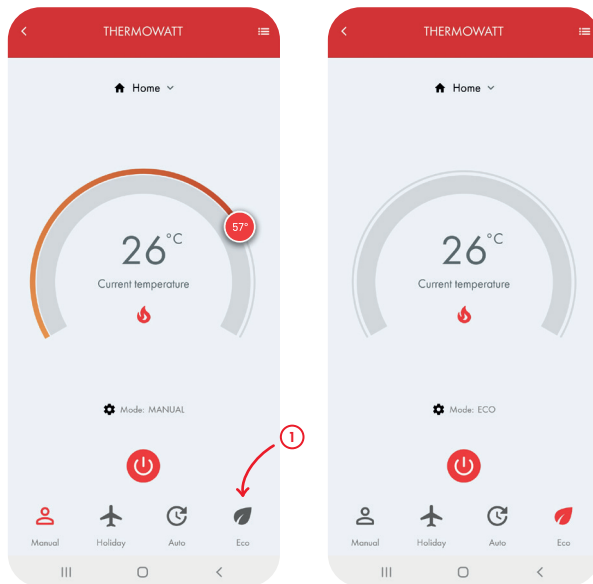 THERMOWATT
Home
57°
26°C
Current temperature
Mode: MANUAL
1
Manual Holiday Auto Eco
THERMOWATT
Home
26°C
Current temperature
Mode: ECO
Manual Holiday Auto Eco